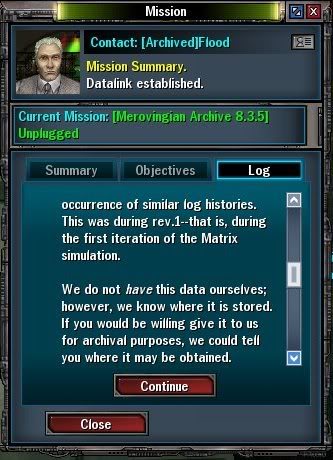 Mission
Contact: [Archived]Flood
Mission Summary.
Datalink established.
Current Mission: [Merovingian Archive 8.3.5]
Unplugged
Summary
Objectives
Log
occurrence of similar log histories.
This was during rev.1--that is, during
the first iteration of the Matrix
simulation.
We do not have this data ourselves;
however, we know where it is stored.
If you would be willing give it to us
for archival purposes, we could tell
you where it may be obtained.
Continue
Close